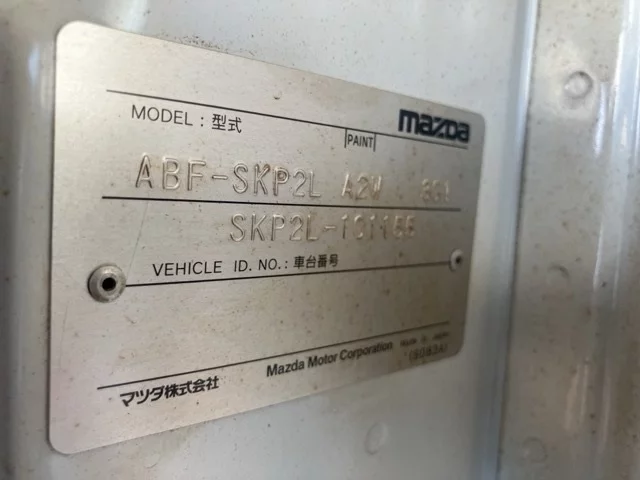 mazda
MODEL : 型式
PAINT
ABF-SKP2L A2W
SKP2L-101155
VEHICLE ID. NO. : 車台番号
マツダ株式会社
Mazda Motor Corporation